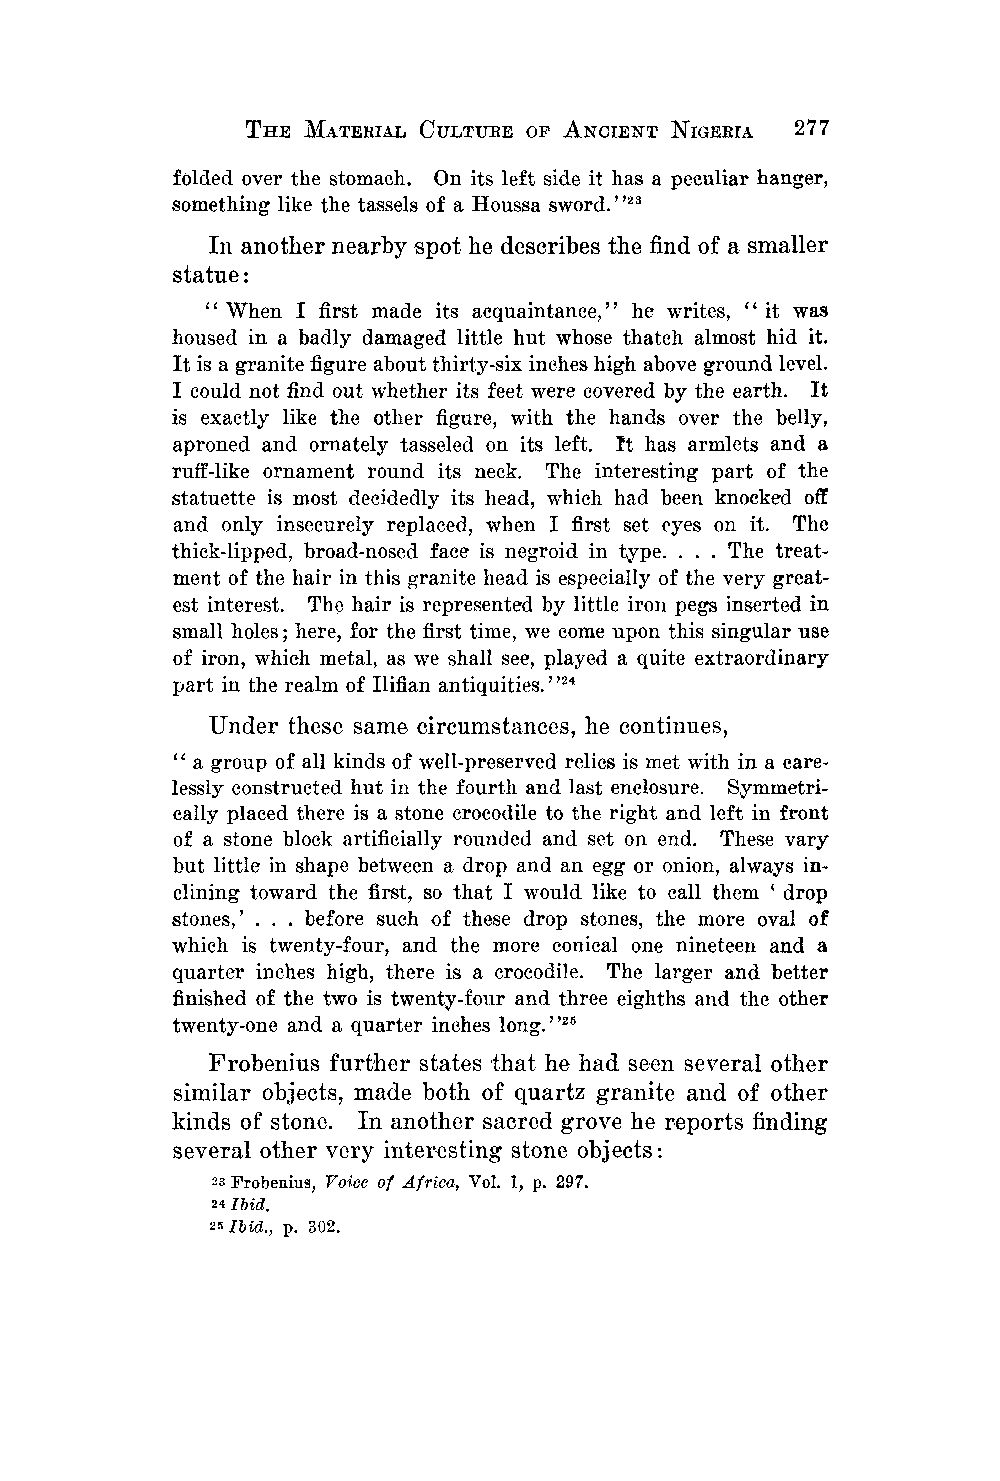 THE MATERIAL CULTURE OF ANCIENT NIGERIA 277
folded over the stomach. On its left side it has a peculiar hanger,
something like the tassels of a Houssa sword.''23
In another nearby spot he describes the find of a smaller
statue:
“ When I first made its acquaintance,'' he writes, “ it was
housed in a badly damaged little hut whose thatch almost hid it.
It is a granite figure about thirty-six inches high above ground level.
I could not find out whether its feet were covered by the earth. It
is exactly like the other figure, with the hands over the belly,
aproned and ornately tasseled on its left. It has armlets and a
ruff-like ornament round its neck. The interesting part of the
statuette is most decidedly its head, which had been knocked off
and only insecurely replaced, when I first set eyes on it. The
thick-lipped, broad-nosed face is negroid in type. . . . The treat-
ment of the hair in this granite head is especially of the very great-
est interest. The hair is represented by little iron pegs inserted in
small holes; here, for the first time, we come upon this singular use
of iron, which metal, as we shall see, played a quite extraordinary
part in the realm of Ilifian antiquities.''24
Under these same circumstances, he continues,
“ a group of all kinds of well-preserved relics is met with in a care-
lessly constructed hut in the fourth and last enclosure. Symmetri-
cally placed there is a stone crocodile to the right and left in front
of a stone block artificially rounded and set on end. These vary
but little in shape between a drop and an egg or onion, always in-
clining toward the first, so that I would like to call them ‘ drop
stones,' . . . before such of these drop stones, the more oval of
which is twenty-four, and the more conical one nineteen and a
quarter inches high, there is a crocodile. The larger and better
finished of the two is twenty-four and three eighths and the other
twenty-one and a quarter inches long.''25
Frobenius further states that he had seen several other
similar objects, made both of quartz granite and of other
kinds of stone. In another sacred grove he reports finding
several other very interesting stone objects:
23 Frobenius, Voice of Africa, Vol. 1, p. 297.
24 Ibid.
25 Ibid., p. 302.